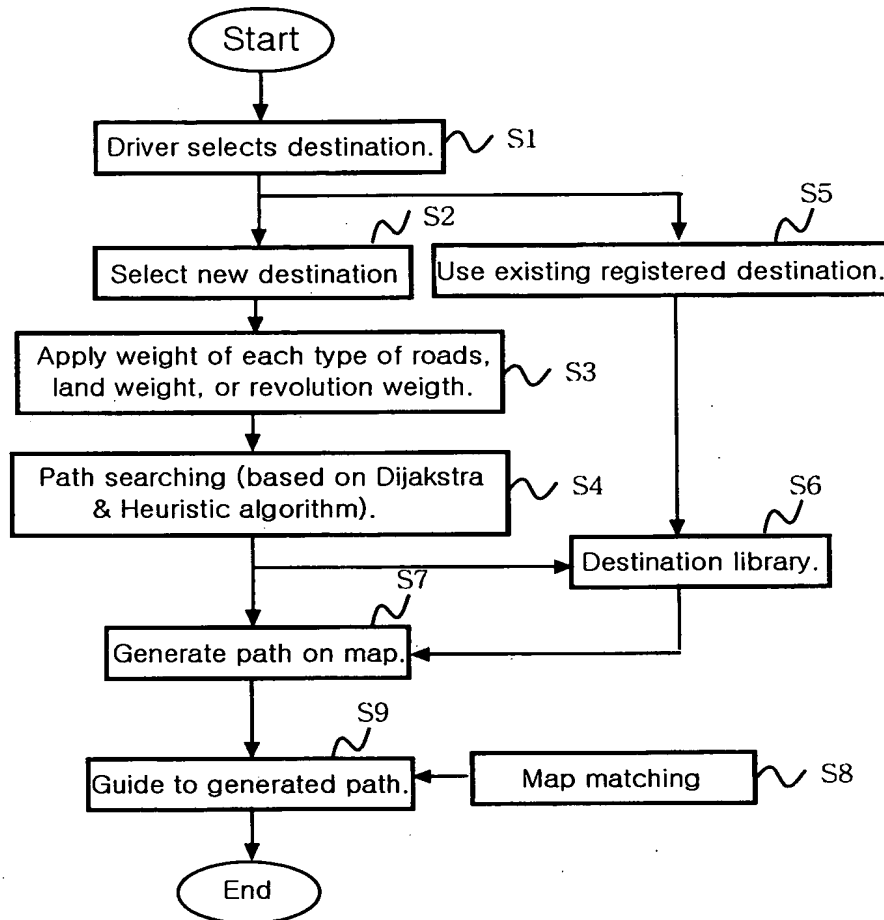 Start
Driver selects destination.
S1
S2
S5
Select new destination
Use existing registered destination.
Apply weight of each type of roads,
land weight, or revolution weigth.
S3
Path searching (based on Dijakstra
& Heuristic algorithm).
S4
S6
Destination library.
S7
Generate path on map.
S9
Guide to generated path.
Map matching
S8
End